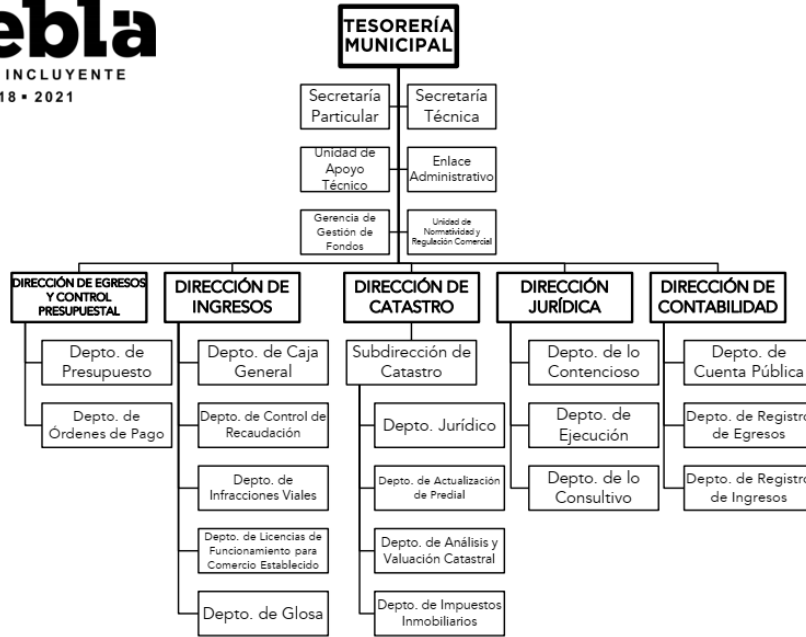 ebla
INCLUYENTE
18 ▪ 2021
TESORERÍA
MUNICIPAL
Secretaría
Particular
Secretaría
Técnica
Unidad de
Apoyo
Técnico
Enlace
Administrativo
Gerencia de
Gestión de
Fondos
Unidad de
Normatividad y
Regulación Comercial
DIRECCIÓN DE EGRESOS
Y CONTROL
PRESUPUESTAL
DIRECCIÓN DE
INGRESOS
DIRECCIÓN DE
CATASTRO
DIRECCIÓN
JURÍDICA
DIRECCIÓN DE
CONTABILIDAD
Depto. de
Presupuesto
Depto. de Caja
General
Subdirección de
Catastro
Depto. de lo
Contencioso
Depto. de
Cuenta Pública
Depto. de
Órdenes de Pago
Depto. de Control de
Recaudación
Depto. Jurídico
Depto. de
Ejecución
Depto. de Registro
de Egresos
Depto. de
Infracciones Viales
Depto. de Actualización
de Predial
Depto. de lo
Consultivo
Depto. de Registro
de Ingresos
Depto. de Licencias de
Funcionamiento para
Comercio Establecido
Depto. de Análisis y
Valuación Catastral
Depto. de Glosa
Depto. de Impuestos
Inmobiliarios